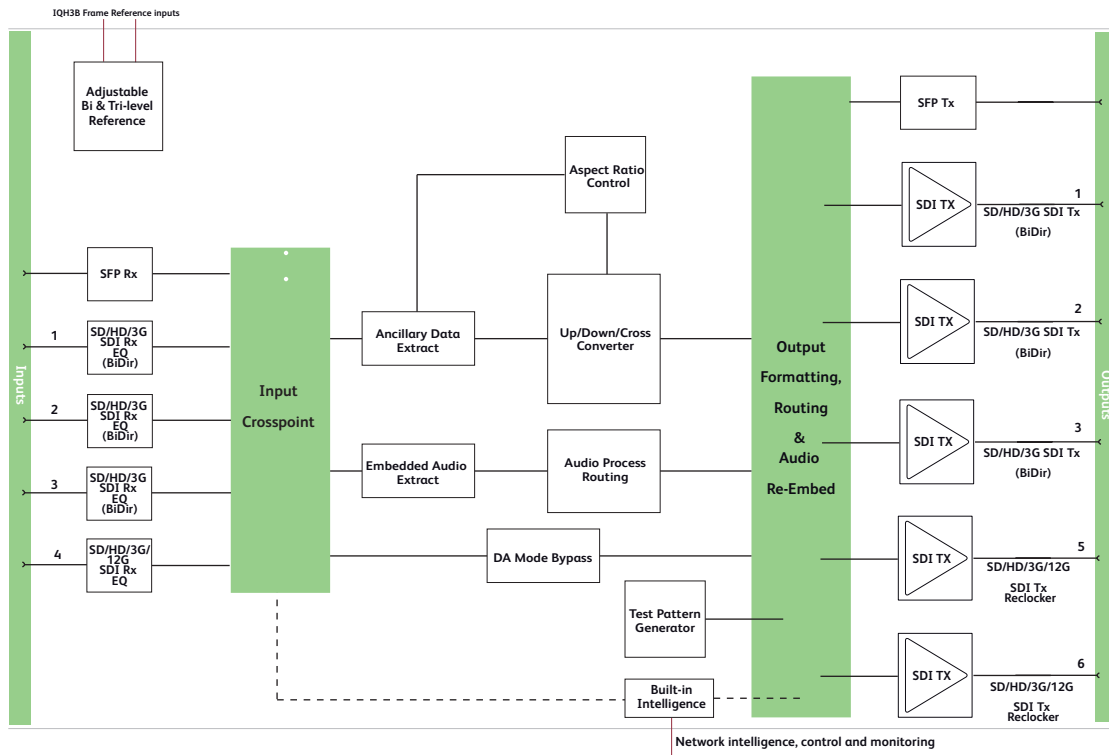 IQH3B Frame Reference inputs
Adjustable
Bi & Tri-level
Reference
Inputs
SFP Rx
1
SD/HD/3G
SDI Rx
EQ
(BiDir)
2
SD/HD/3G
SDI Rx
EQ
(BiDir)
3
SD/HD/3G
SDI Rx
EQ
(BiDir)
4
SD/HD/3G/
12G
SDI Rx
EQ
Input
Crosspoint
Aspect Ratio
Control
Ancillary Data
Extract
Up/Down/Cross
Converter
Embedded Audio
Extract
Audio Process
Routing
DA Mode Bypass
Test Pattern
Generator
Built-in
Intelligence
Network intelligence, control and monitoring
Output
Formatting,
Routing
&
Audio
Re-Embed
SFP Tx
SDI TX
1
SD/HD/3G SDI Tx
(BiDir)
SDI TX
2
SD/HD/3G SDI Tx
(BiDir)
SDI TX
3
SD/HD/3G SDI Tx
(BiDir)
SDI TX
5
SD/HD/3G/12G
SDI Tx
Reclocker
SDI TX
6
SD/HD/3G/12G
SDI Tx
Reclocker
Outputs